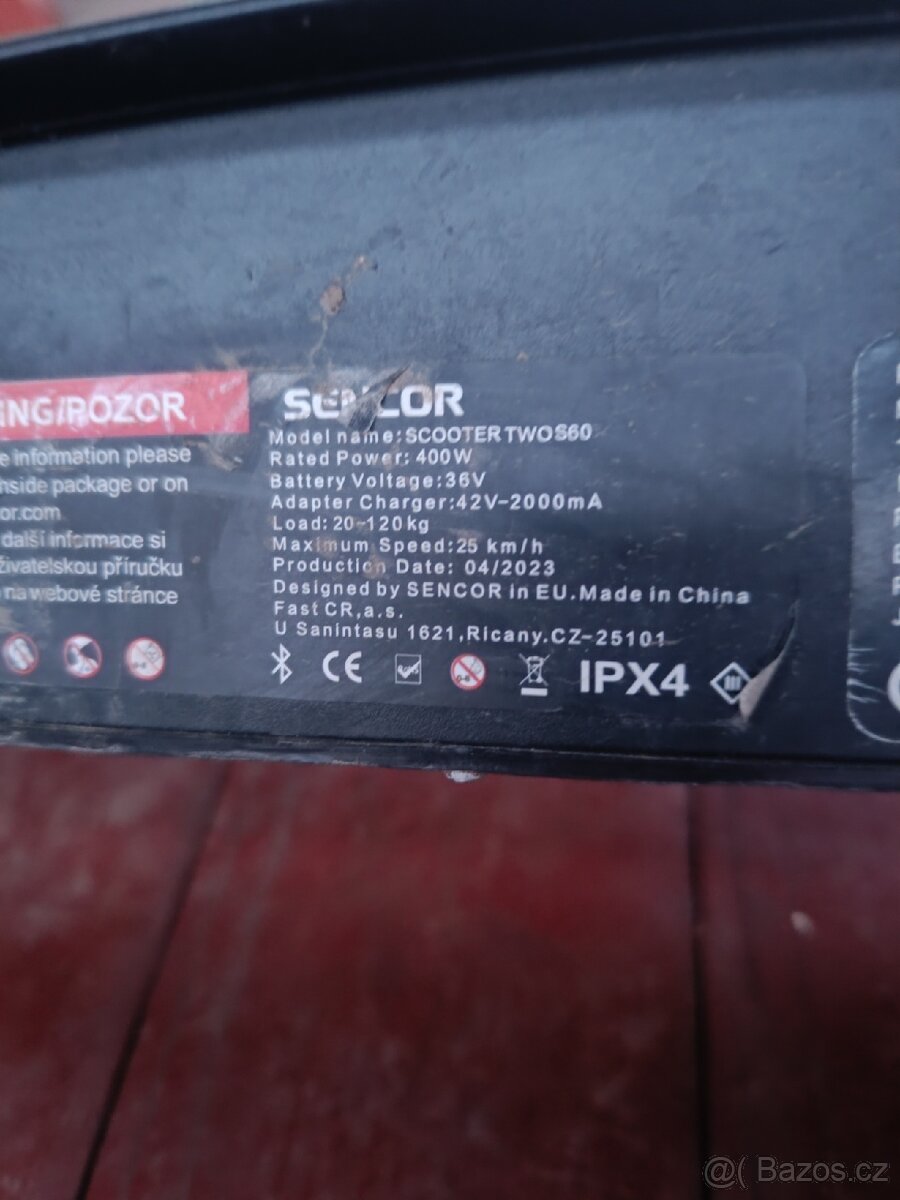 ING/POZOR
e information please
nside package or on
or.com
další informace si
živatelskou příručku
na webové stránce
SENCOR
Model name:SCOOTER TWOS60
Rated Power: 400W
Battery Voltage:36V
Adapter Charger:42V-2000mA
Load: 20-120kg
Maximum Speed:25 km/h
Production Date: 04/2023
Designed by SENCOR in EU.Made in China
Fast CR,a.s.
U Sanintasu 1621,Ricany.CZ-25101
CE
IPX4
@( Bazos.cz